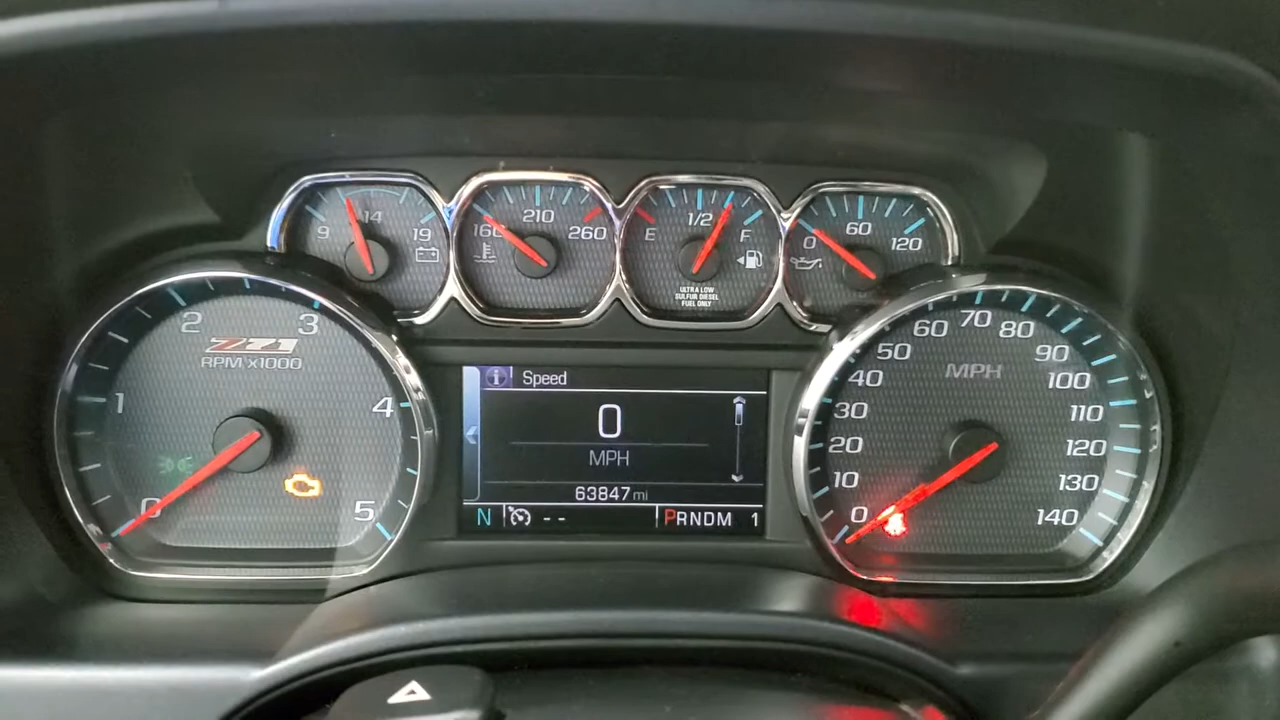 9 14 19
160 210 260
E 1/2 F
ULTRA LOW
SULFUR DIESEL
FUEL ONLY
0 60 120
0 1 2 3 4 5
Z71
RPM x1000
i Speed
0
MPH
63847 mi
N -- PRNDM 1
0 10 20 30 40 50 60 70 80 90 100 110 120 130 140
MPH